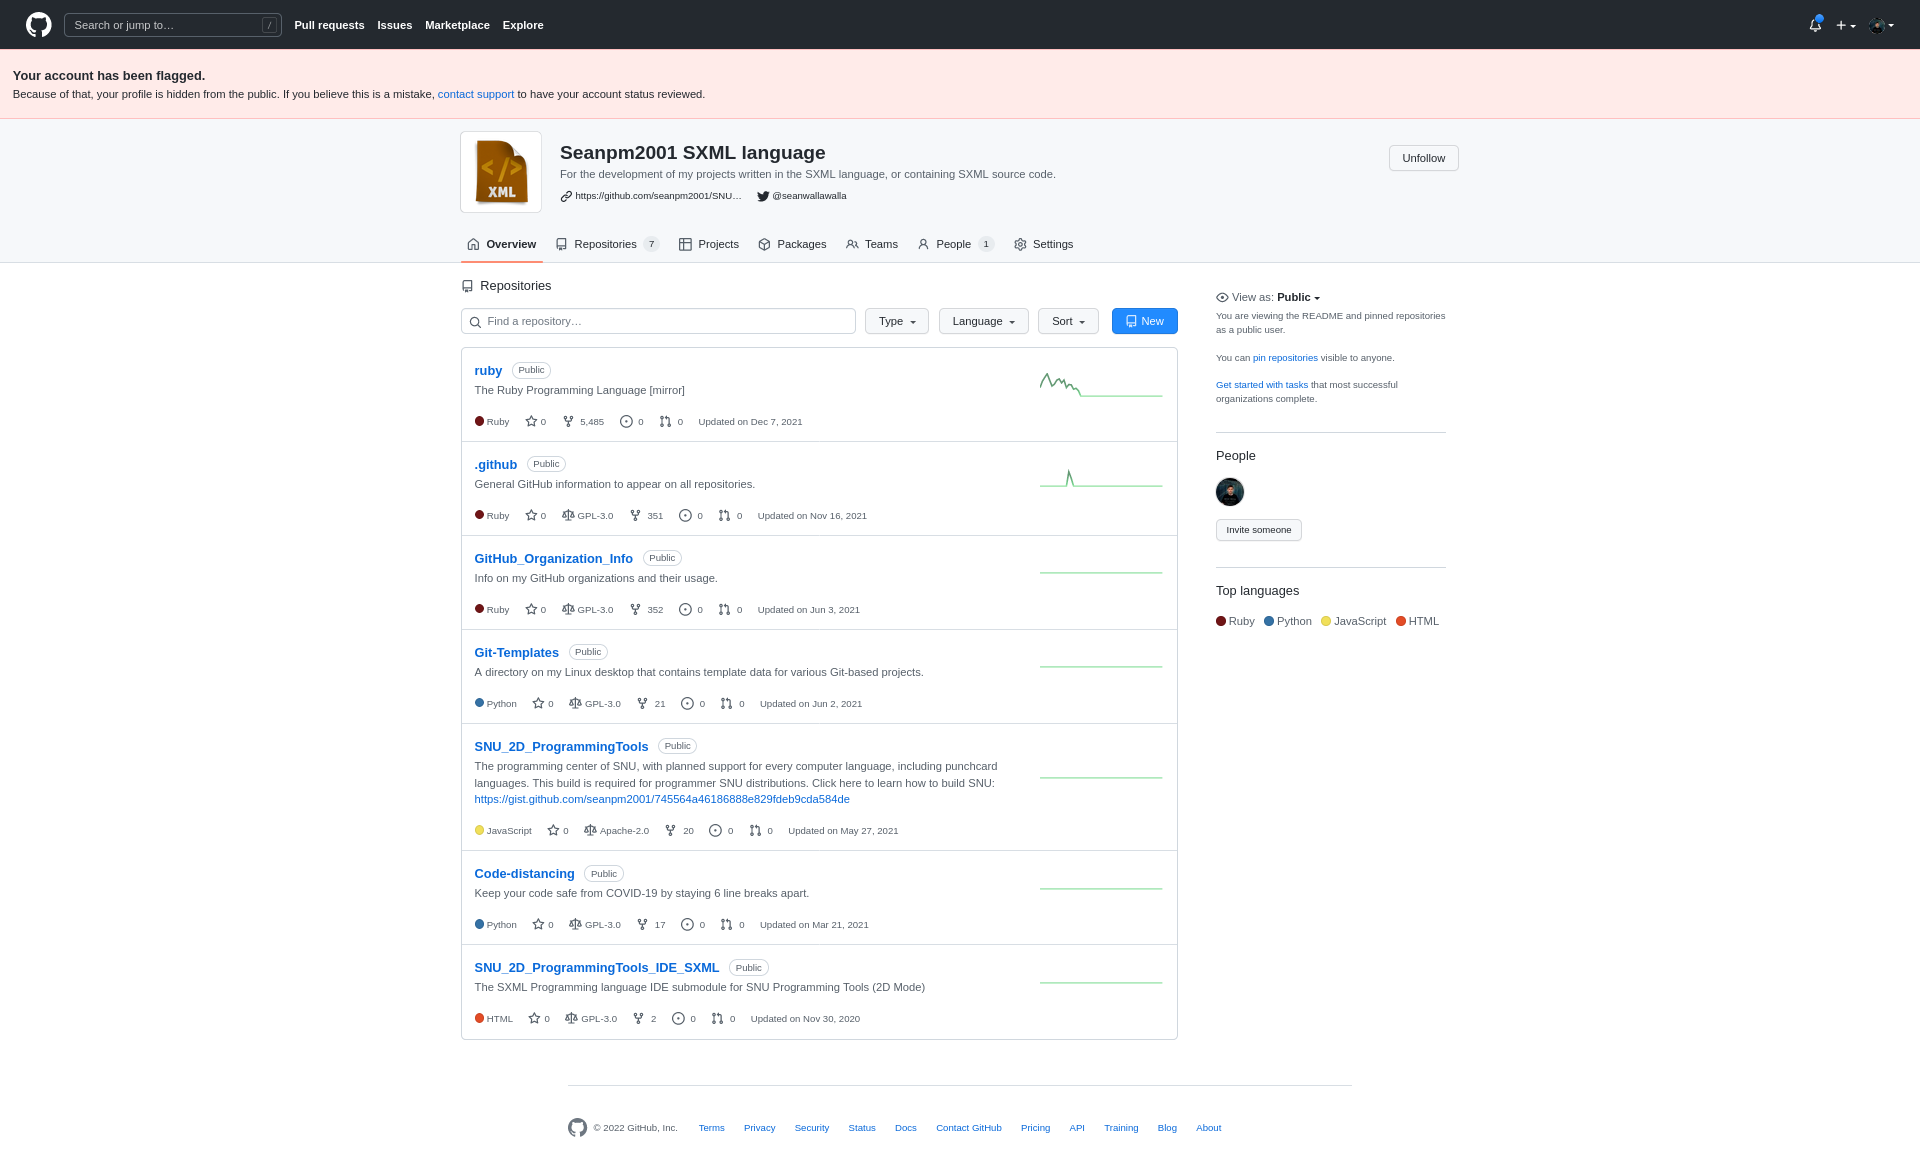 Search or jump to…
/
Pull requests
Issues
Marketplace
Explore
Your account has been flagged.
Because of that, your profile is hidden from the public. If you believe this is a mistake, contact support to have your account status reviewed.
XML
Seanpm2001 SXML language
For the development of my projects written in the SXML language, or containing SXML source code.
https://github.com/seanpm2001/SNU…
@seanwallawalla
Unfollow
Overview
Repositories 7
Projects
Packages
Teams
People 1
Settings
Repositories
Find a repository…
Type
Language
Sort
New
ruby Public
The Ruby Programming Language [mirror]
Ruby 0 5,485 0 0 Updated on Dec 7, 2021
.github Public
General GitHub information to appear on all repositories.
Ruby 0 GPL-3.0 351 0 0 Updated on Nov 16, 2021
GitHub_Organization_Info Public
Info on my GitHub organizations and their usage.
Ruby 0 GPL-3.0 352 0 0 Updated on Jun 3, 2021
Git-Templates Public
A directory on my Linux desktop that contains template data for various Git-based projects.
Python 0 GPL-3.0 21 0 0 Updated on Jun 2, 2021
SNU_2D_ProgrammingTools Public
The programming center of SNU, with planned support for every computer language, including punchcard
languages. This build is required for programmer SNU distributions. Click here to learn how to build SNU:
https://gist.github.com/seanpm2001/745564a46186888e829fdeb9cda584de
JavaScript 0 Apache-2.0 20 0 0 Updated on May 27, 2021
Code-distancing Public
Keep your code safe from COVID-19 by staying 6 line breaks apart.
Python 0 GPL-3.0 17 0 0 Updated on Mar 21, 2021
SNU_2D_ProgrammingTools_IDE_SXML Public
The SXML Programming language IDE submodule for SNU Programming Tools (2D Mode)
HTML 0 GPL-3.0 2 0 0 Updated on Nov 30, 2020
View as: Public
You are viewing the README and pinned repositories
as a public user.
You can pin repositories visible to anyone.
Get started with tasks that most successful
organizations complete.
People
Invite someone
Top languages
Ruby Python JavaScript HTML
© 2022 GitHub, Inc.
Terms
Privacy
Security
Status
Docs
Contact GitHub
Pricing
API
Training
Blog
About